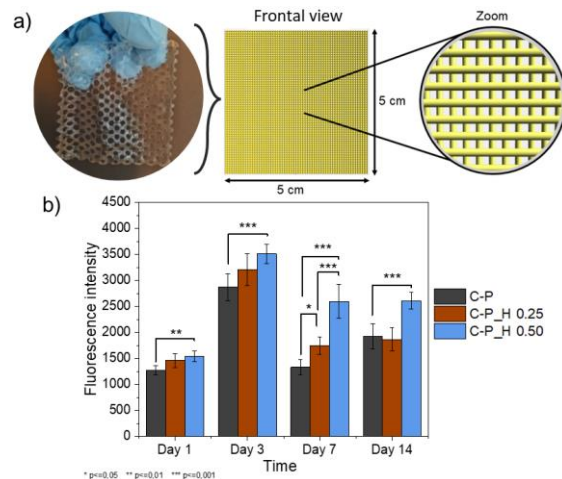 a)
Frontal view
Zoom
5 cm
5 cm
b)
4500
4000
3500
3000
2500
2000
1500
1000
500
0
Fluorescence intensity
**
***
***
***
*
***
C-P
C-P_H 0.25
C-P_H 0.50
Day 1 Day 3 Day 7 Day 14
Time
* p<=0,05 ** p<=0,01 *** p<=0,001